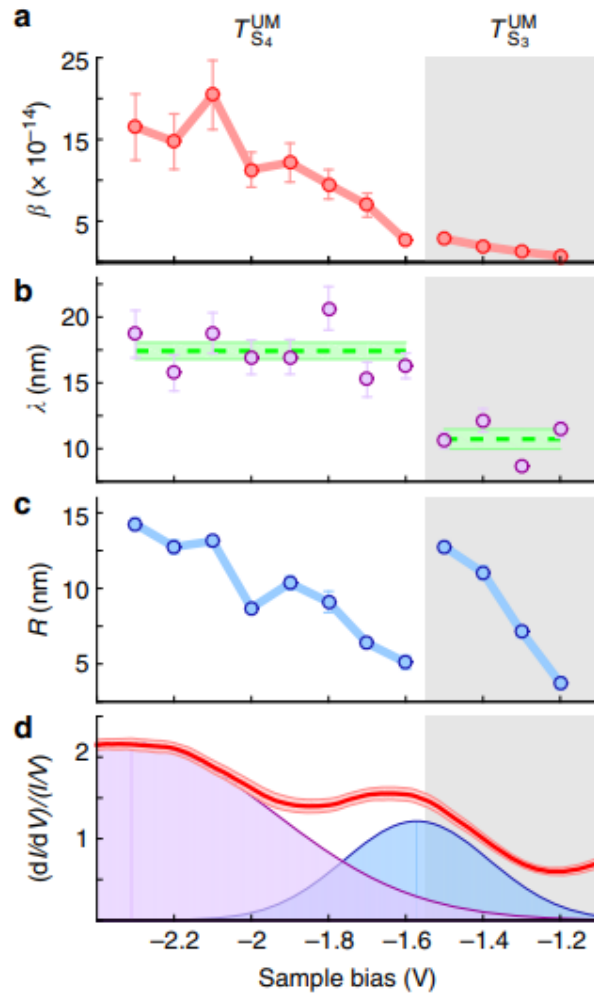 a
T^UM_S4 T^UM_S3
25
15
5
β (× 10⁻¹⁴)
b
20
15
10
λ (nm)
c
15
10
5
R (nm)
d
2
1
(dI/dV)/(I/V)
−2.2 −2 −1.8 −1.6 −1.4 −1.2
Sample bias (V)